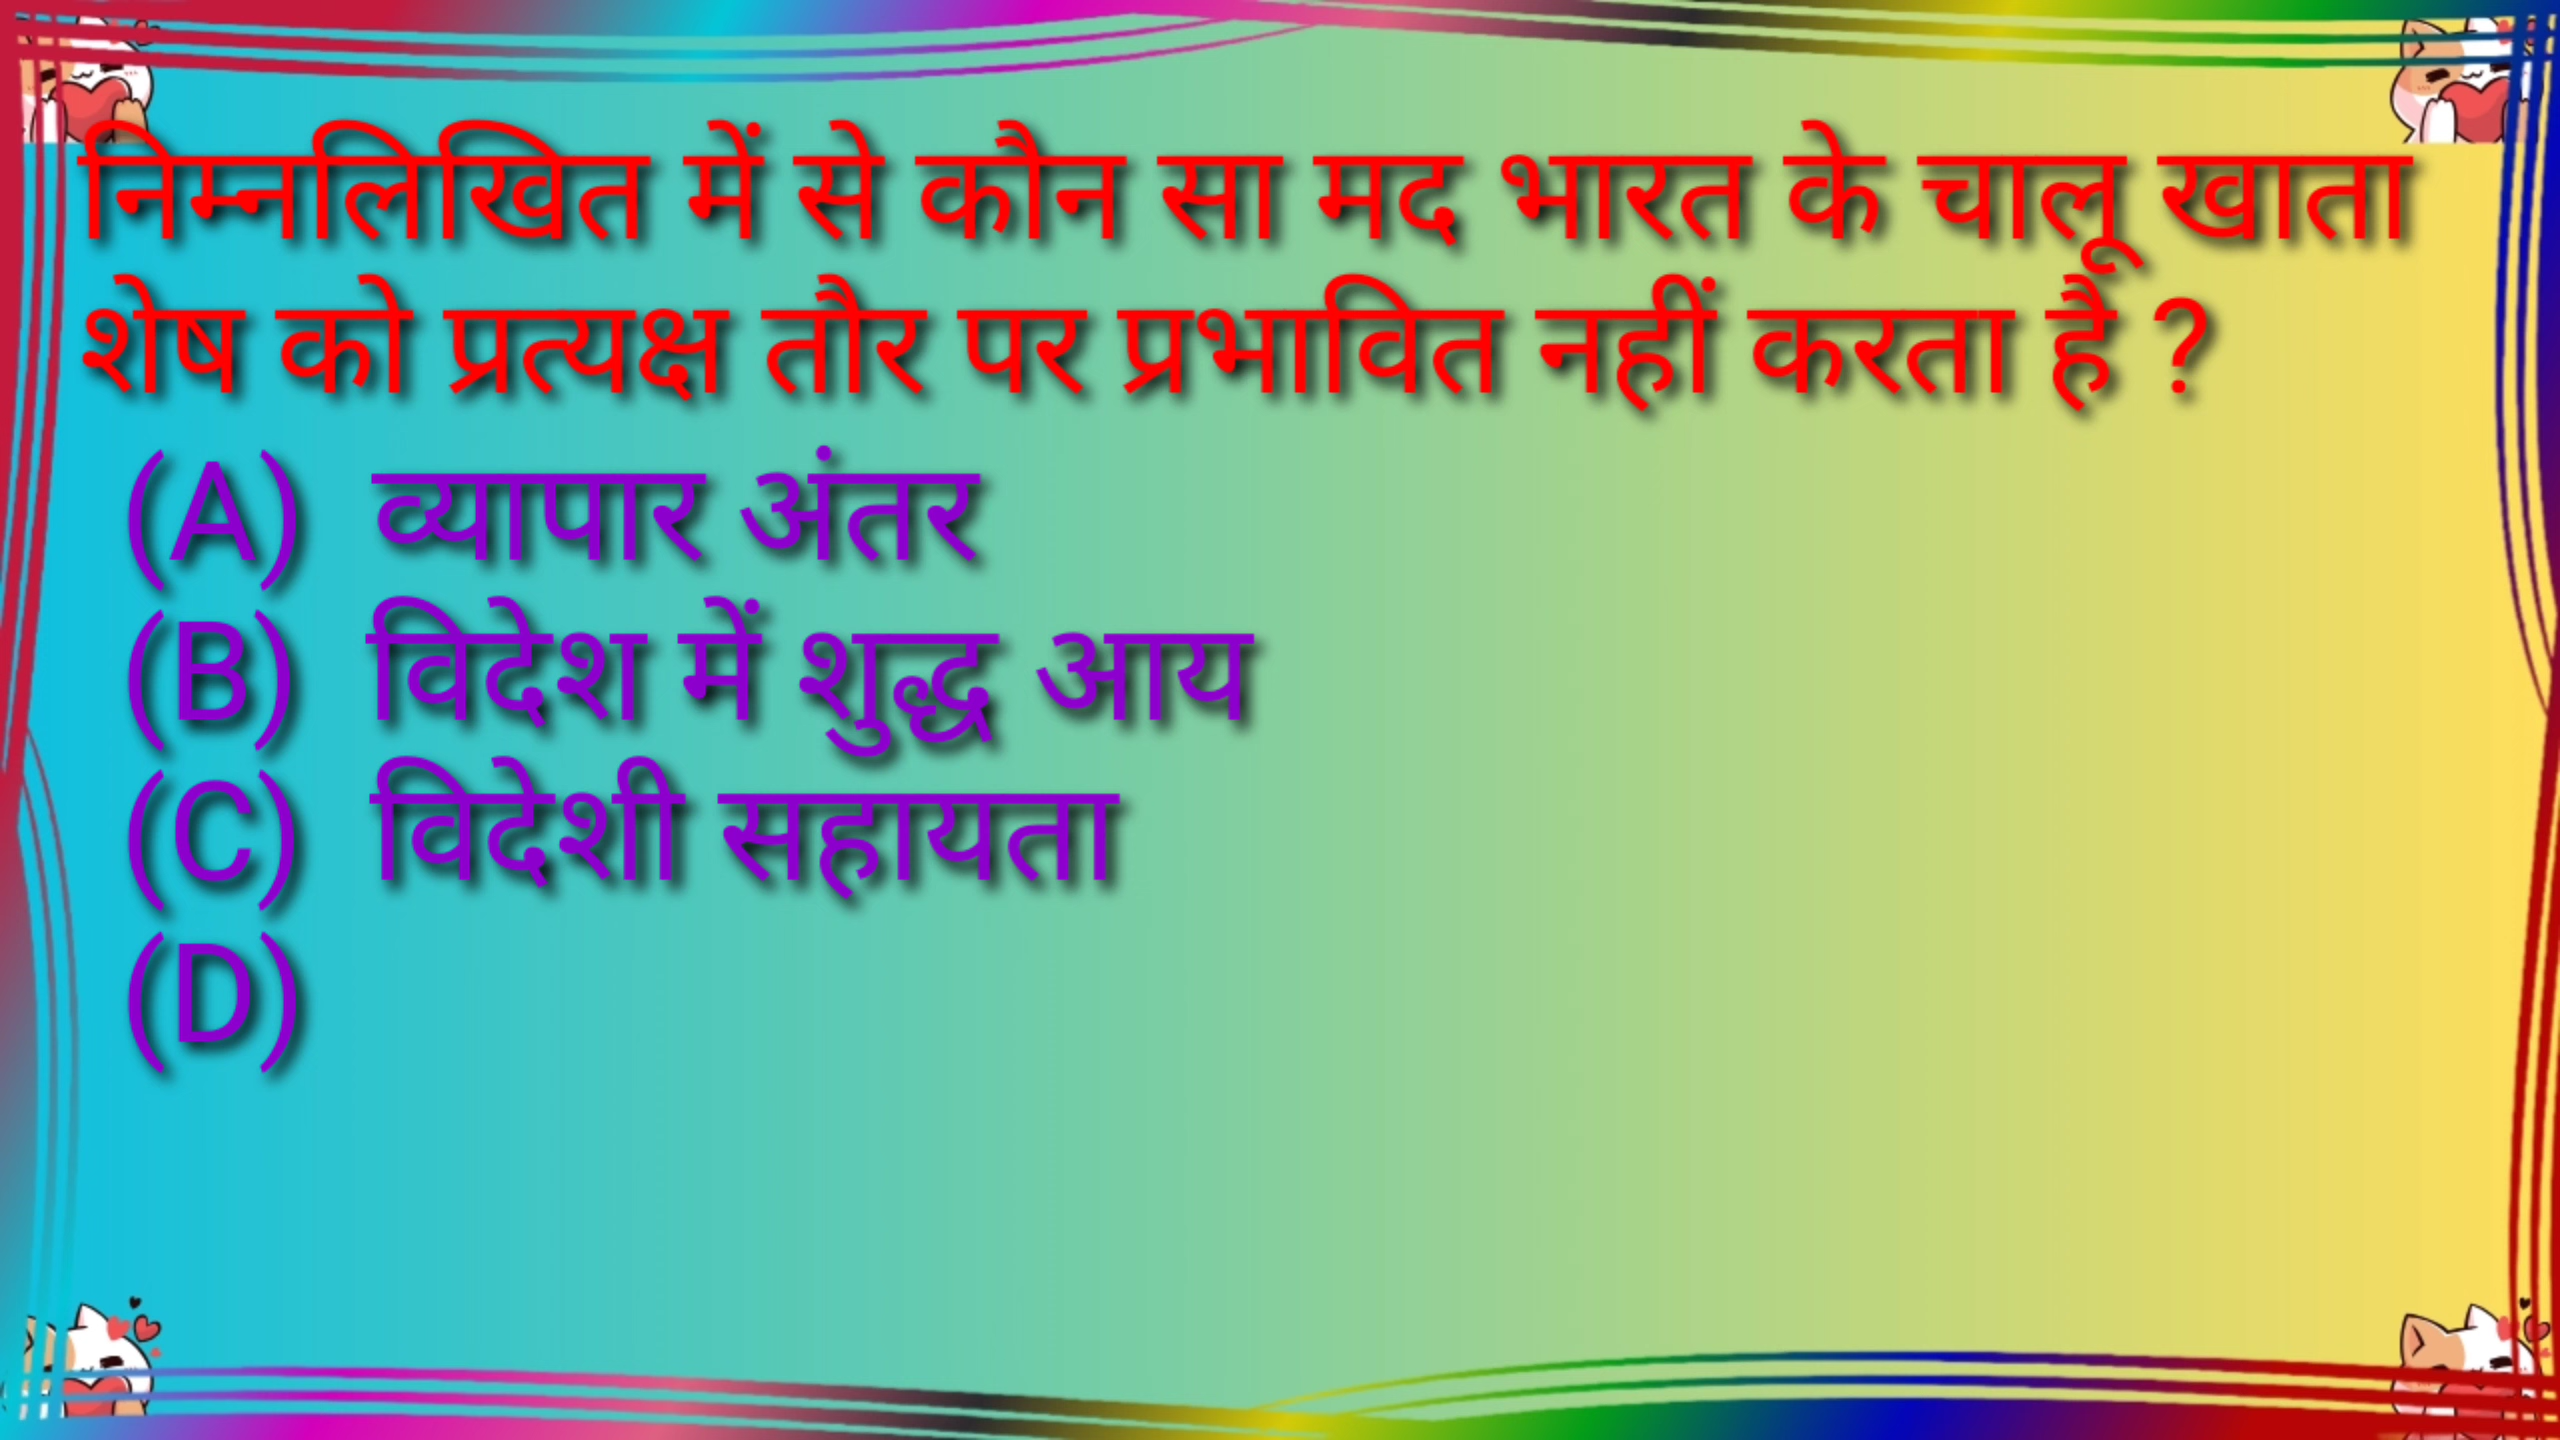 निम्नलिखित में से कौन सा मद भारत के चालू खाता
शेष को प्रत्यक्ष तौर पर प्रभावित नहीं करता है ?
(A) व्यापार अंतर
(B) विदेश में शुद्ध आय
(C) विदेशी सहायता
(D)